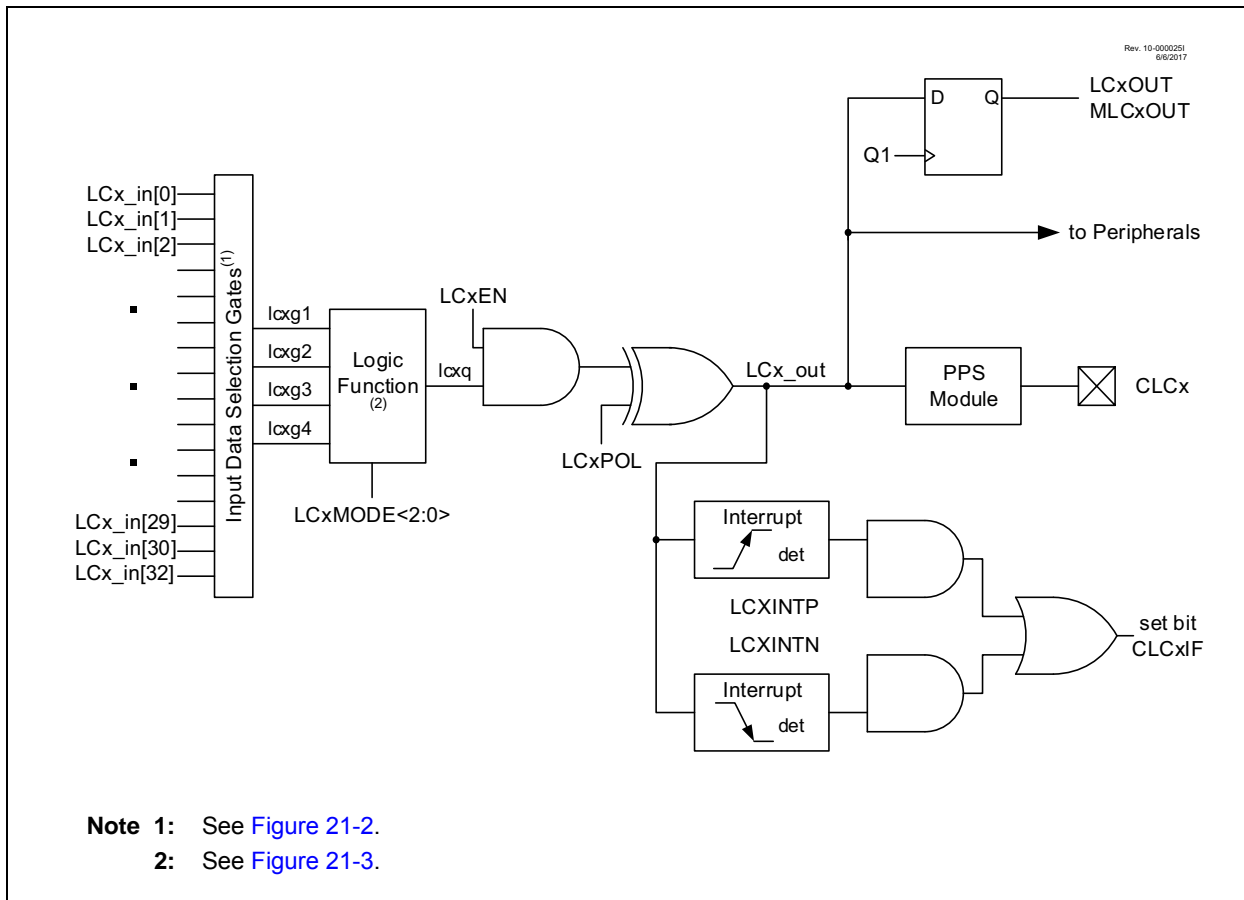 Rev. 10-000025I
6/6/2017
LCxOUT
MLCxOUT
D Q
Q1
to Peripherals
LCx_in[0]
LCx_in[1]
LCx_in[2]
LCx_in[29]
LCx_in[30]
LCx_in[32]
Input Data Selection Gates(1)
lcxg1
lcxg2
lcxg3
lcxg4
Logic
Function
(2)
LCxMODE<2:0>
LCxEN
lcxq
LCxPOL
LCx_out
PPS
Module
CLCx
Interrupt
det
LCXINTP
LCXINTN
Interrupt
det
set bit
CLCxIF
Note 1: See Figure 21-2.
2: See Figure 21-3.